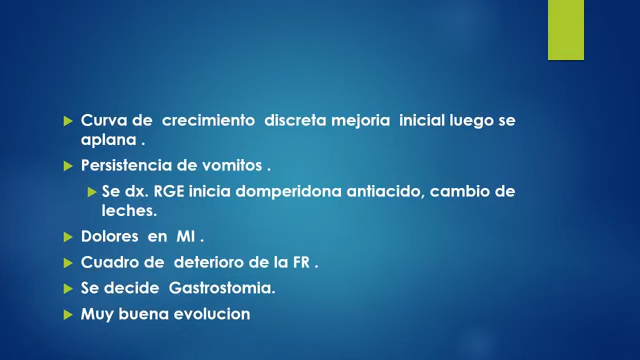 Curva de crecimiento discreta mejoria inicial luego se
aplana .
Persistencia de vomitos .
Se dx. RGE inicia domperidona antiacido, cambio de
leches.
Dolores en MI .
Cuadro de deterioro de la FR .
Se decide Gastrostomia.
Muy buena evolucion